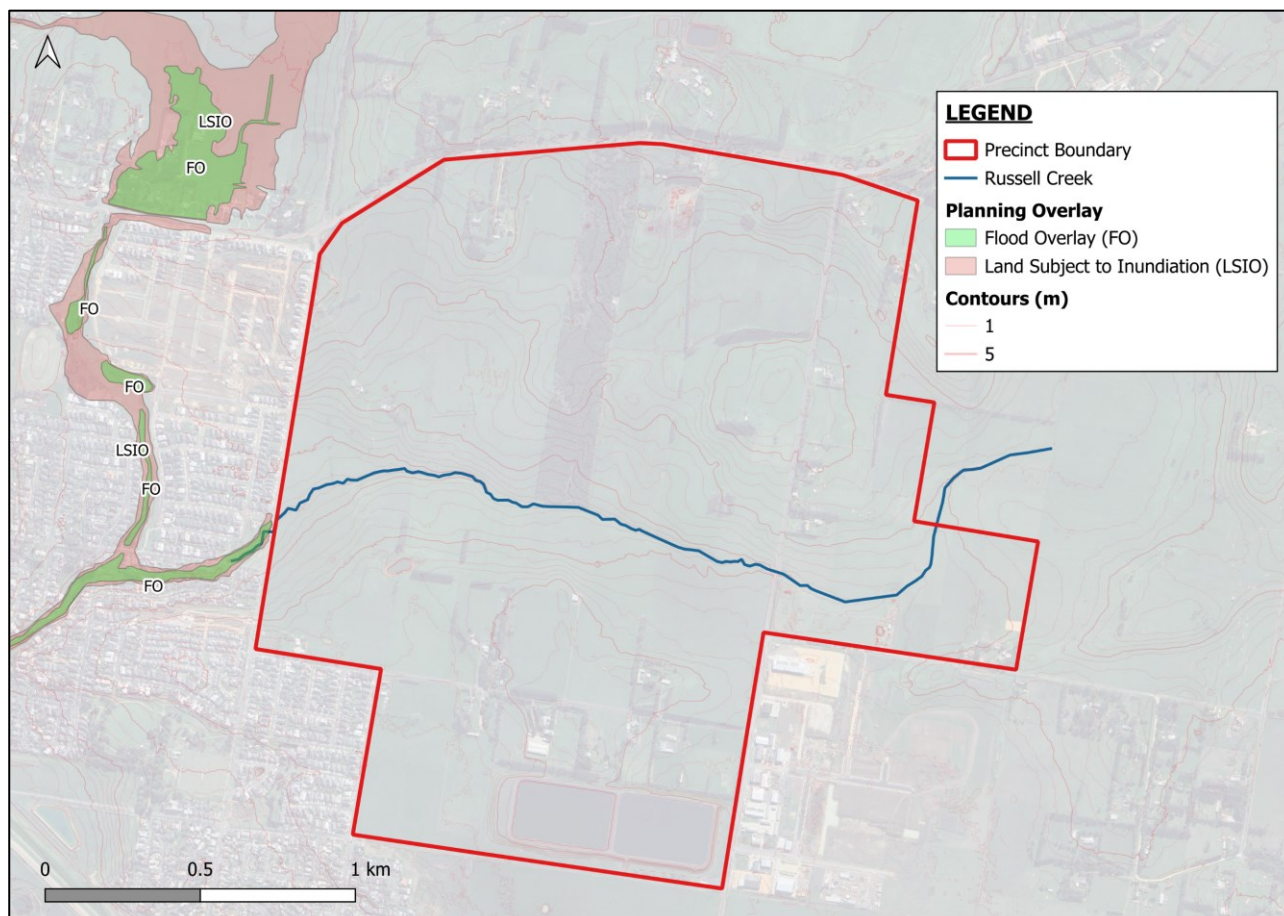 LSIO
FO
FO
FO
LSIO
FO
FO
LEGEND
Precinct Boundary
Russell Creek
Planning Overlay
Flood Overlay (FO)
Land Subject to Inundiation (LSIO)
Contours (m)
1
5
0 0.5 1 km